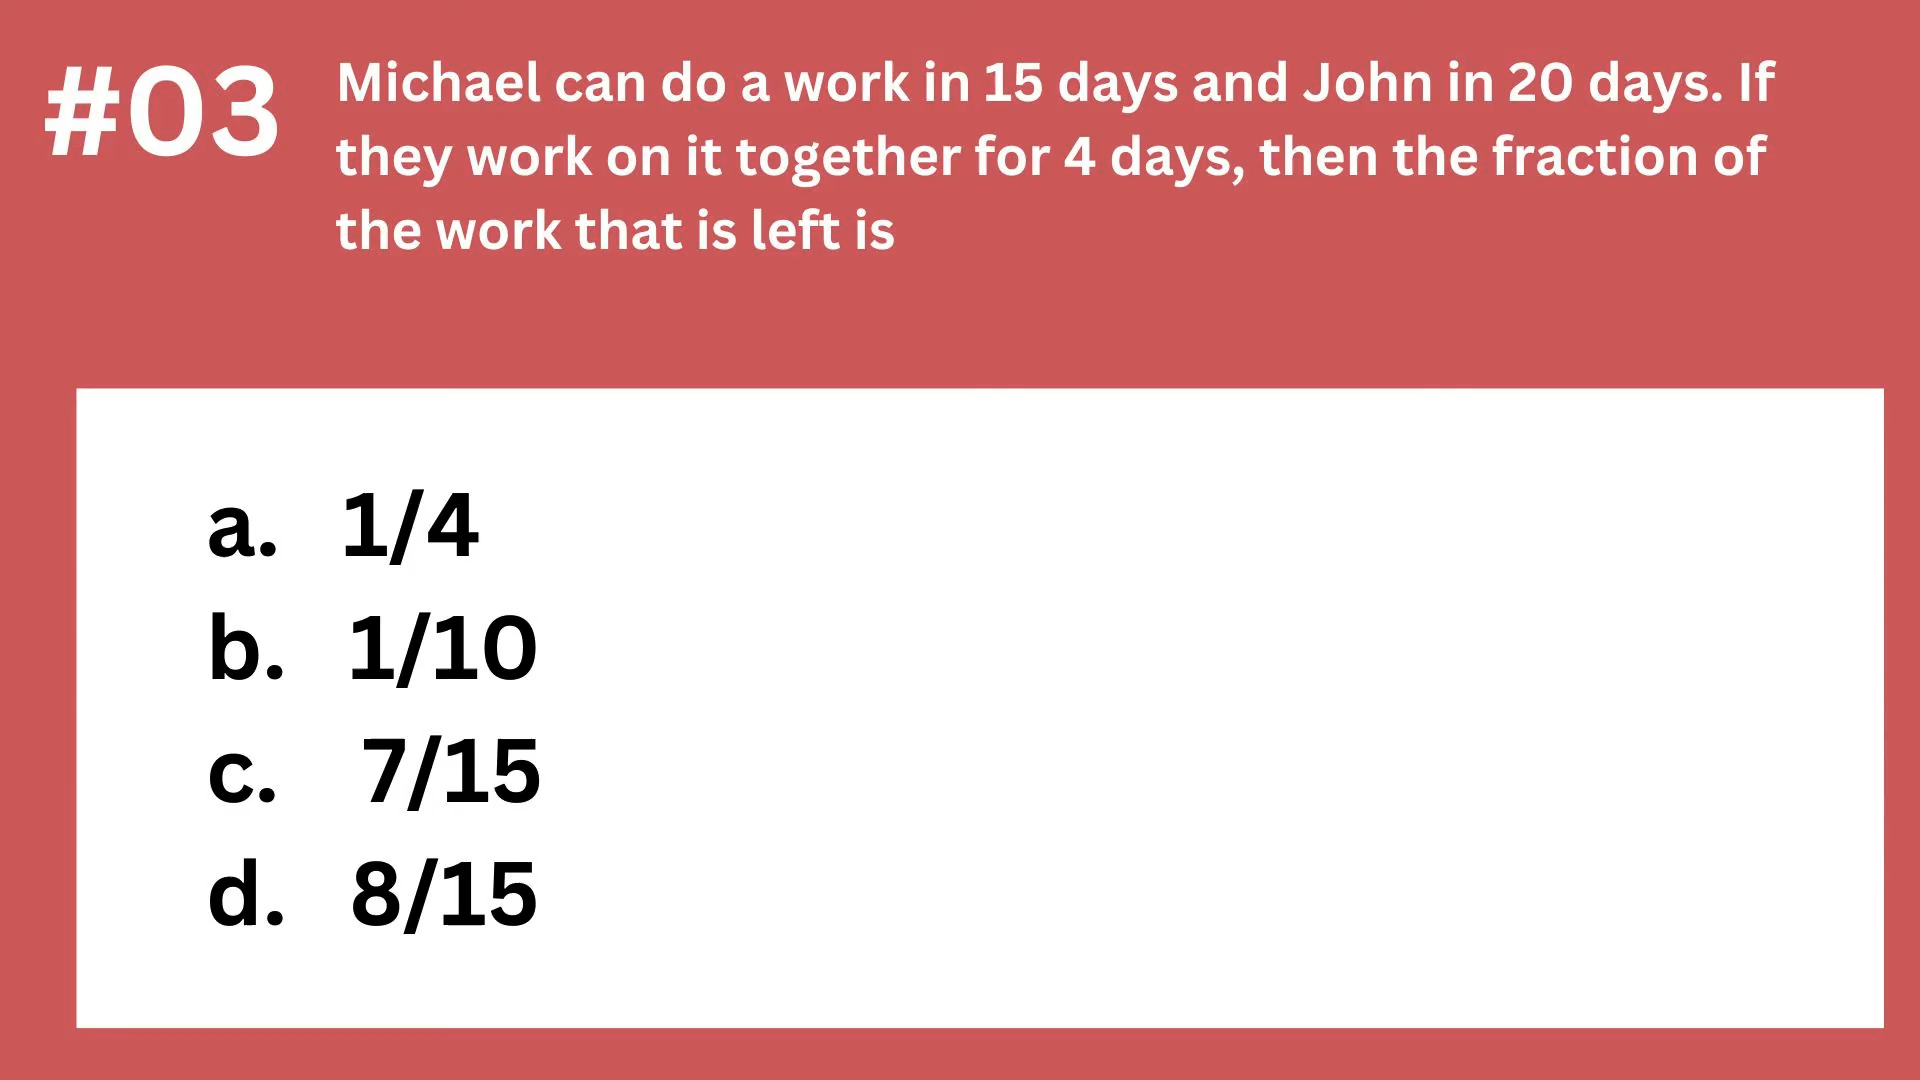 #03
Michael can do a work in 15 days and John in 20 days. If
they work on it together for 4 days, then the fraction of
the work that is left is
a. 1/4
b. 1/10
c. 7/15
d. 8/15